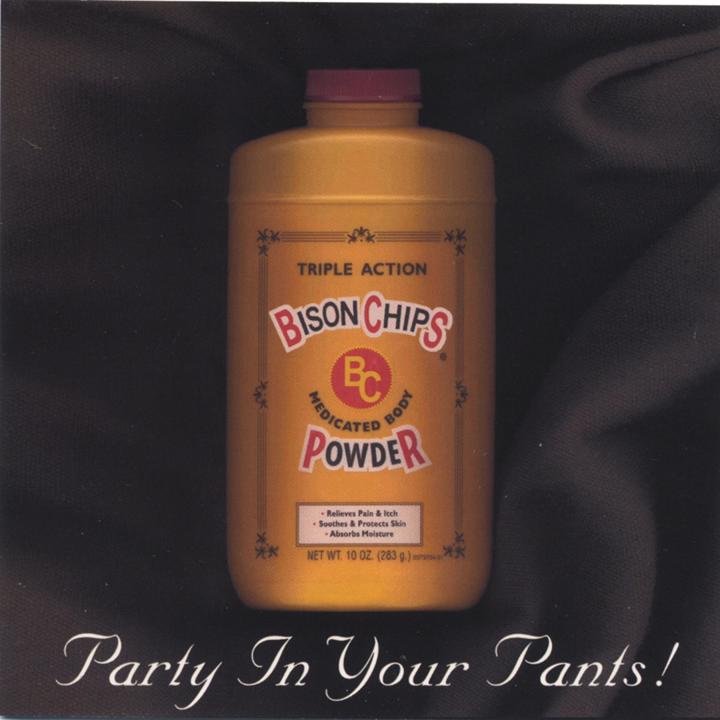 TRIPLE ACTION
BISON CHIPS
®
BC
MEDICATED BODY
POWDER
• Relieves Pain & Itch
• Soothes & Protects Skin
• Absorbs Moisture
NET WT. 10 OZ. (283 g.)
Party In Your Pants!